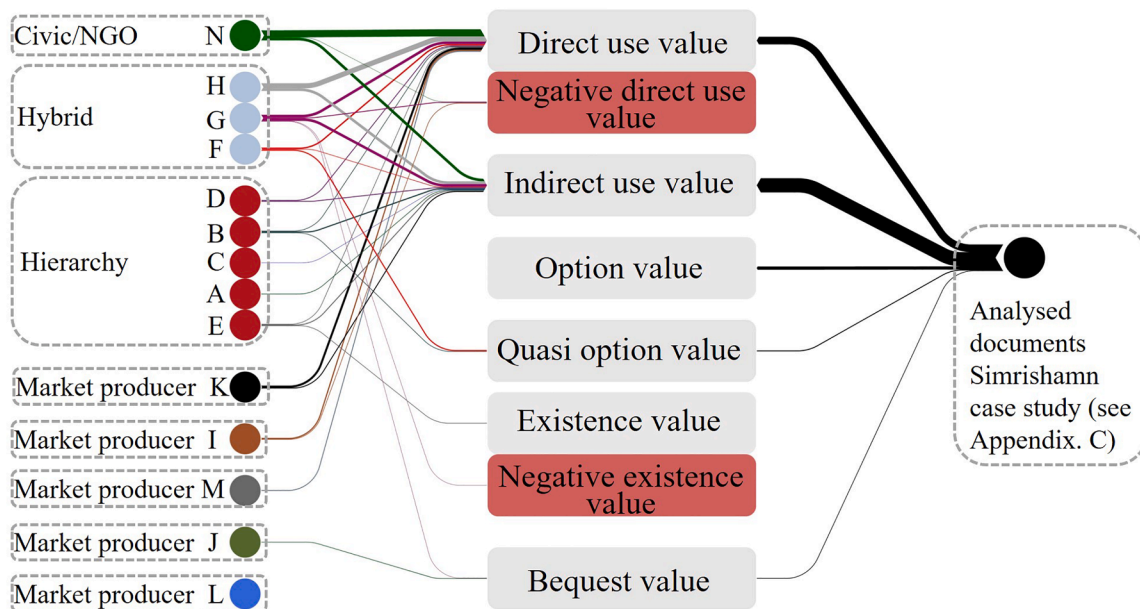 Civic/NGO N
Hybrid
H
G
F
Hierarchy
D
B
C
A
E
Market producer K
Market producer I
Market producer M
Market producer J
Market producer L
Direct use value
Negative direct use
value
Indirect use value
Option value
Quasi option value
Existence value
Negative existence
value
Bequest value
Analysed
documents
Simrishamn
case study (see
Appendix. C)